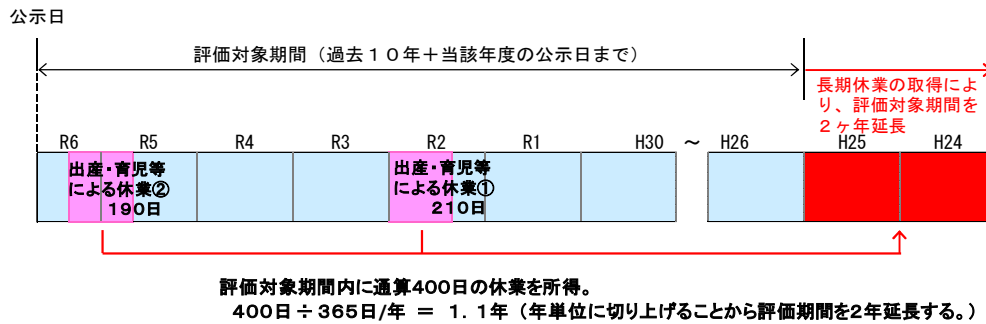 公示日
評価対象期間（過去１０年＋当該年度の公示日まで）
長期休業の取得によ
り、評価対象期間を
２ヶ年延長
R6 R5 R4 R3 R2 R1 H30 ～ H26 H25 H24
出産・育児等
による休業②
190日
出産・育児等
による休業①
210日
評価対象期間内に通算400日の休業を所得。
400日÷365日/年 ＝ １．１年（年単位に切り上げることから評価期間を2年延長する。）